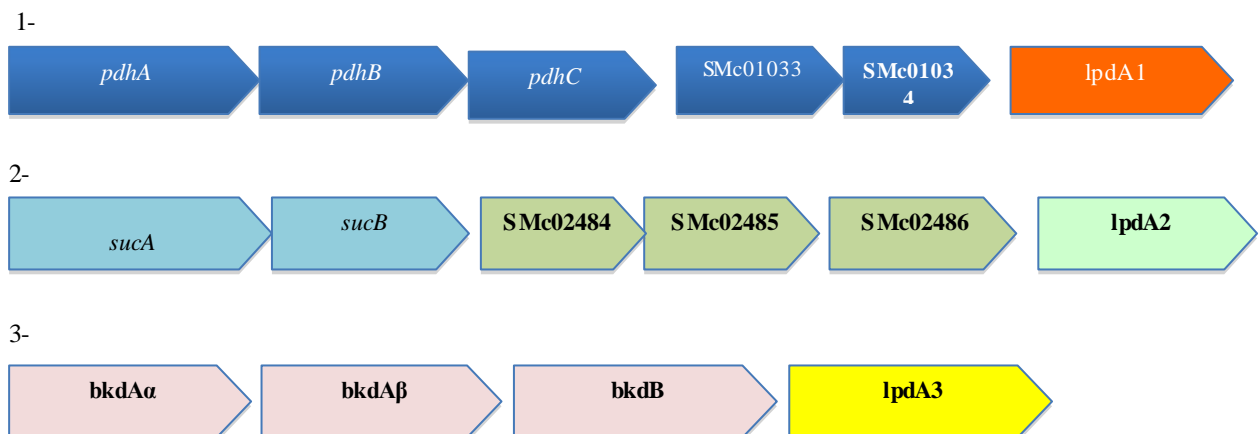 1-
pdhA pdhB pdhC SMc01033 SMc0103
4 lpdA1
2-
sucA sucB SMc02484 SMc02485 SMc02486 lpdA2
3-
bkdAα bkdAβ bkdB lpdA3